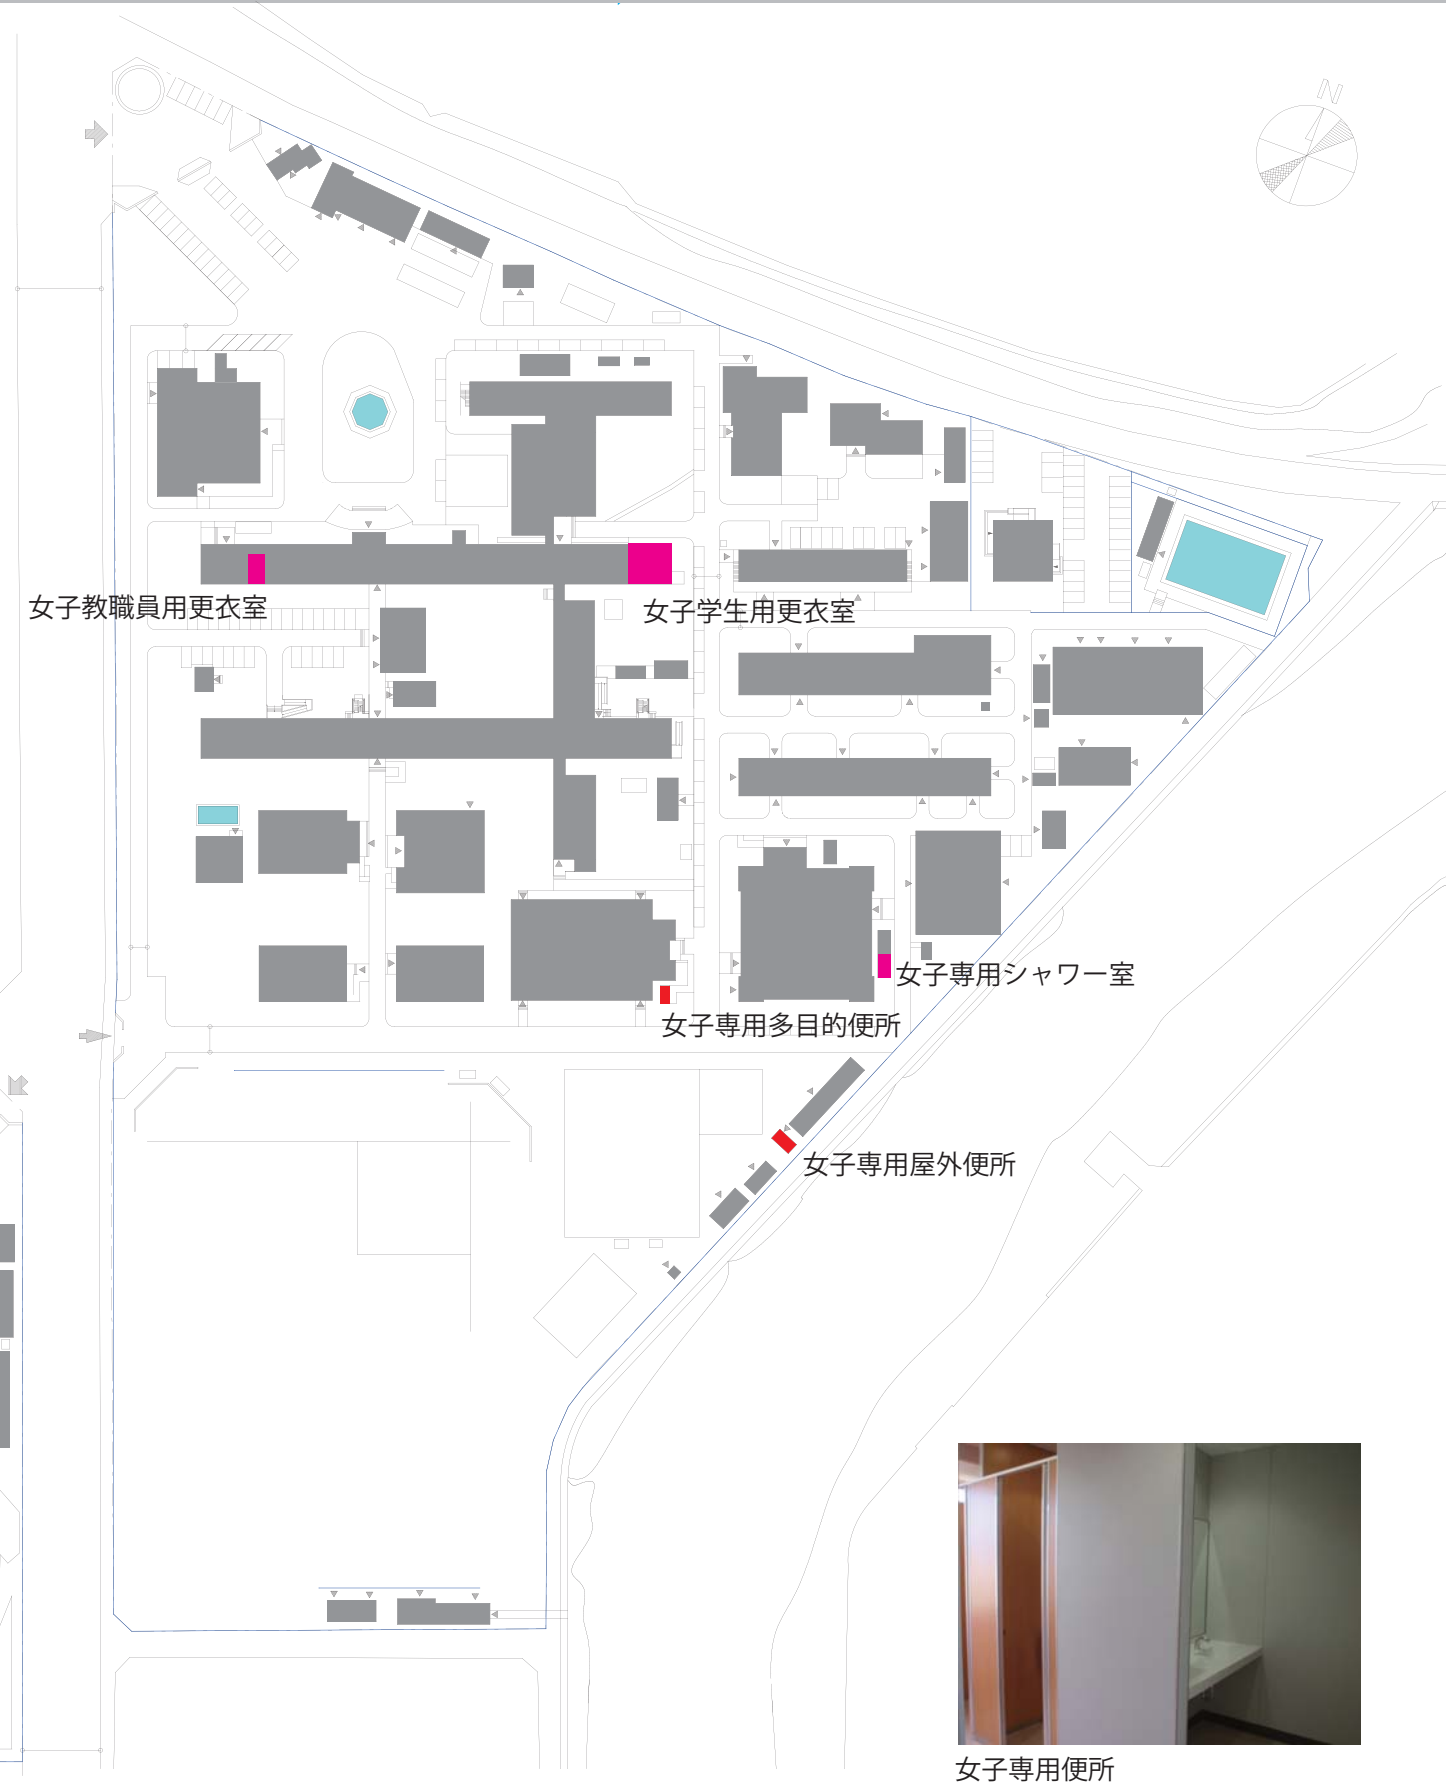 N
女子教職員用更衣室
女子学生用更衣室
女子専用シャワー室
女子専用多目的便所
女子専用屋外便所
女子専用便所